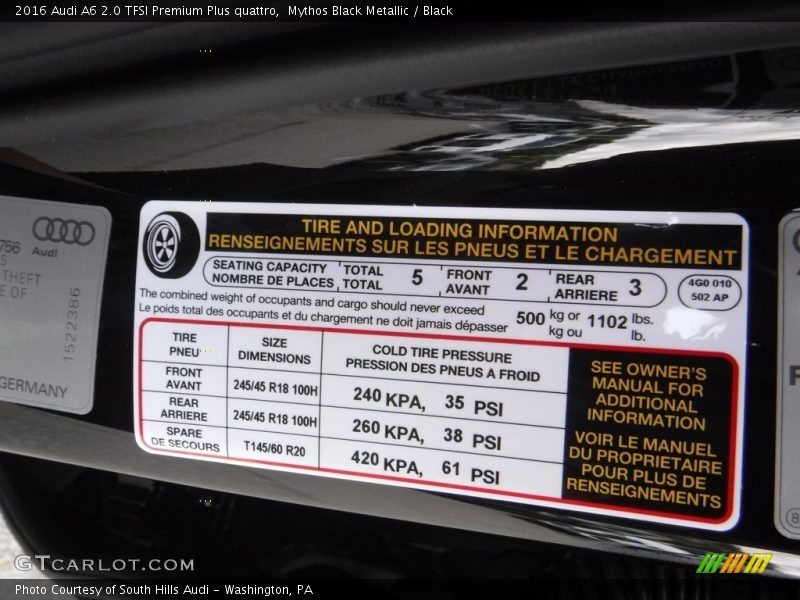 2016 Audi A6 2.0 TFSI Premium Plus quattro,  Mythos Black Metallic / Black
756
S
THEFT
E OF
Audi
1522386
GERMANY
TIRE AND LOADING INFORMATION
RENSEIGNEMENTS SUR LES PNEUS ET LE CHARGEMENT
SEATING CAPACITY TOTAL 5 FRONT 2 REAR 3
NOMBRE DE PLACES TOTAL AVANT ARRIERE
4G0 010
502 AP
The combined weight of occupants and cargo should never exceed 500 kg or 1102 lbs.
Le poids total des occupants et du chargement ne doit jamais dépasser kg ou lb.
TIRE
PNEU
SIZE
DIMENSIONS
COLD TIRE PRESSURE
PRESSION DES PNEUS A FROID
FRONT
AVANT
245/45 R18 100H
240 KPA, 35 PSI
REAR
ARRIERE
245/45 R18 100H
260 KPA, 38 PSI
SPARE
DE SECOURS
T145/60 R20
420 KPA, 61 PSI
SEE OWNER'S
MANUAL FOR
ADDITIONAL
INFORMATION
VOIR LE MANUEL
DU PROPRIETAIRE
POUR PLUS DE
RENSEIGNEMENTS
GTCARLOT.COM
Photo Courtesy of South Hills Audi - Washington, PA